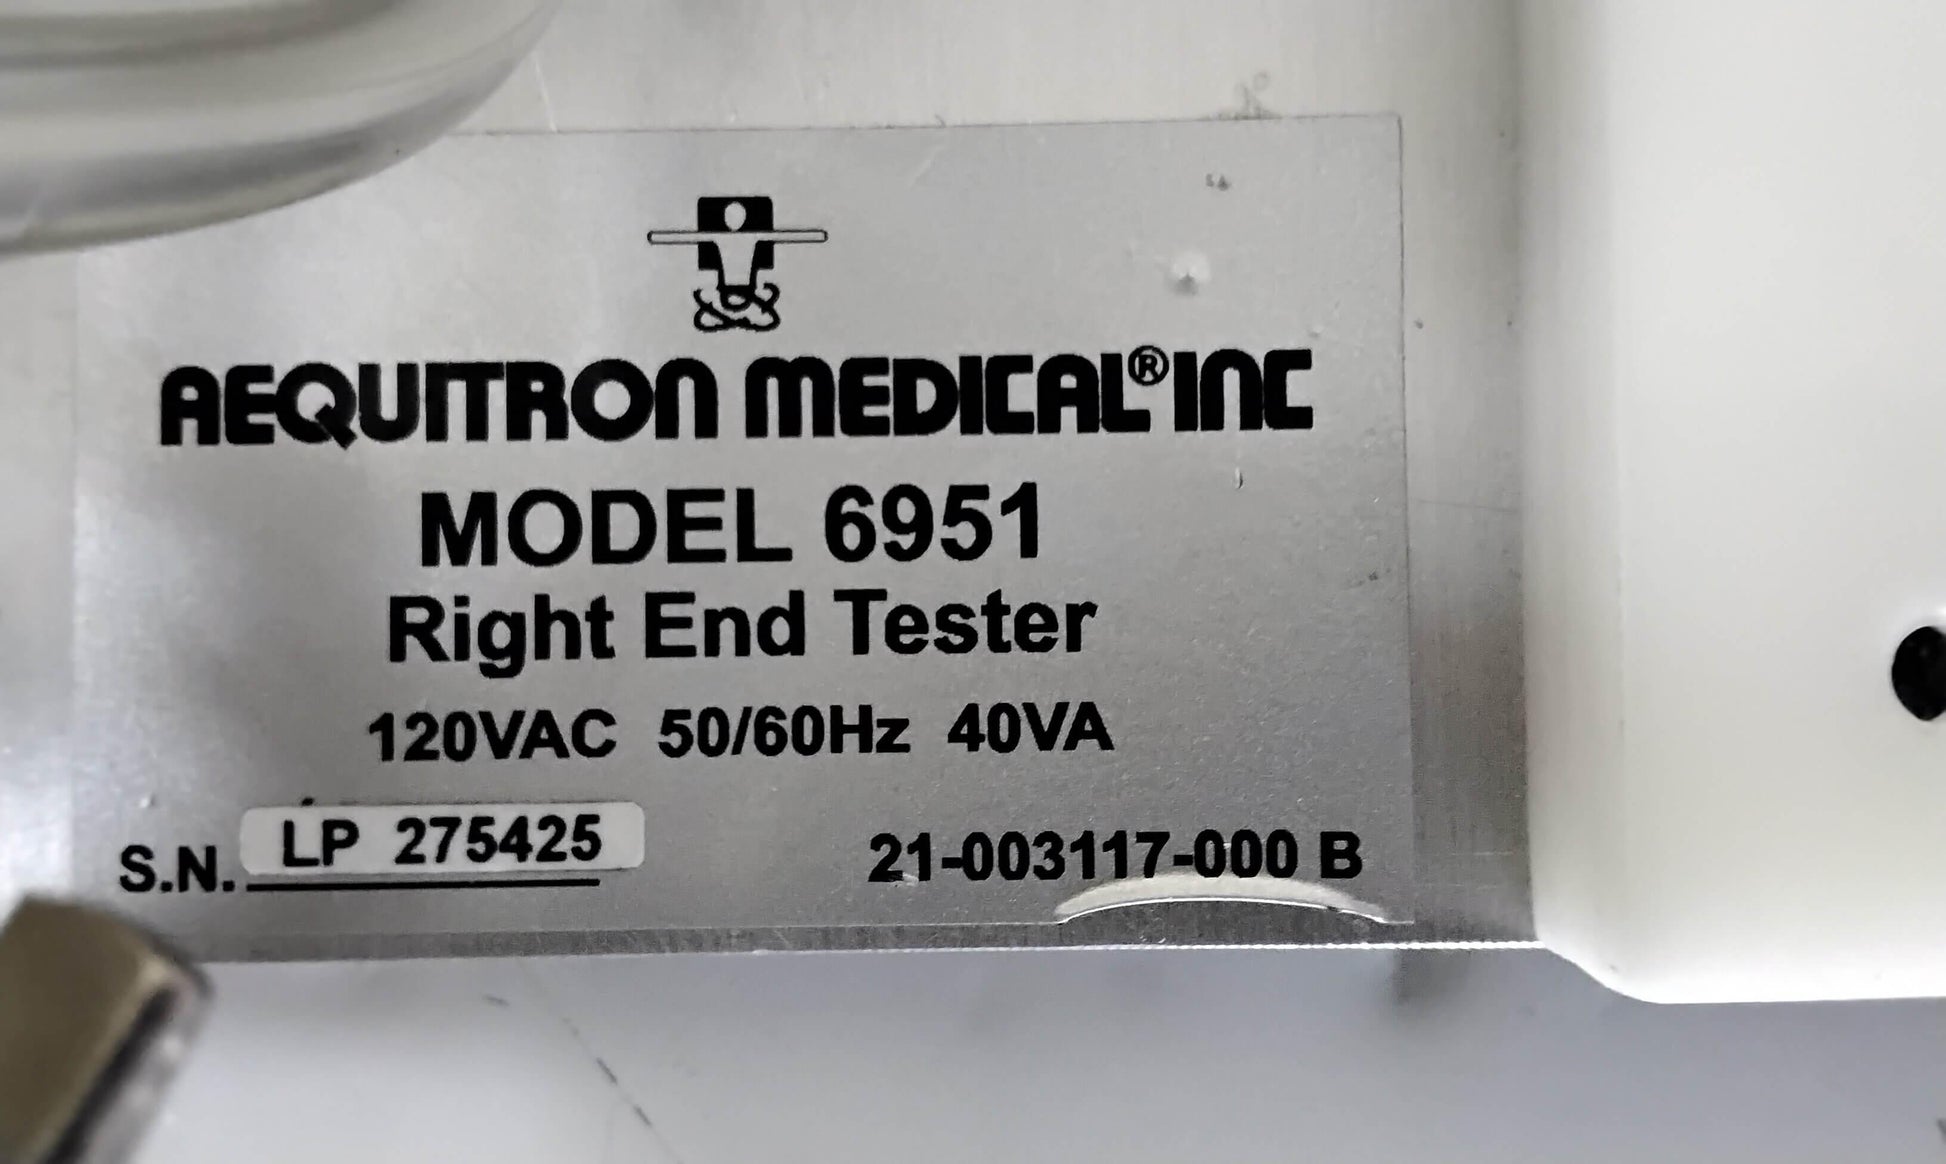 AEQUITRON MEDICAL® INC
MODEL 6951
Right End Tester
120VAC 50/60Hz 40VA
S.N. LP 275425 21-003117-000 B